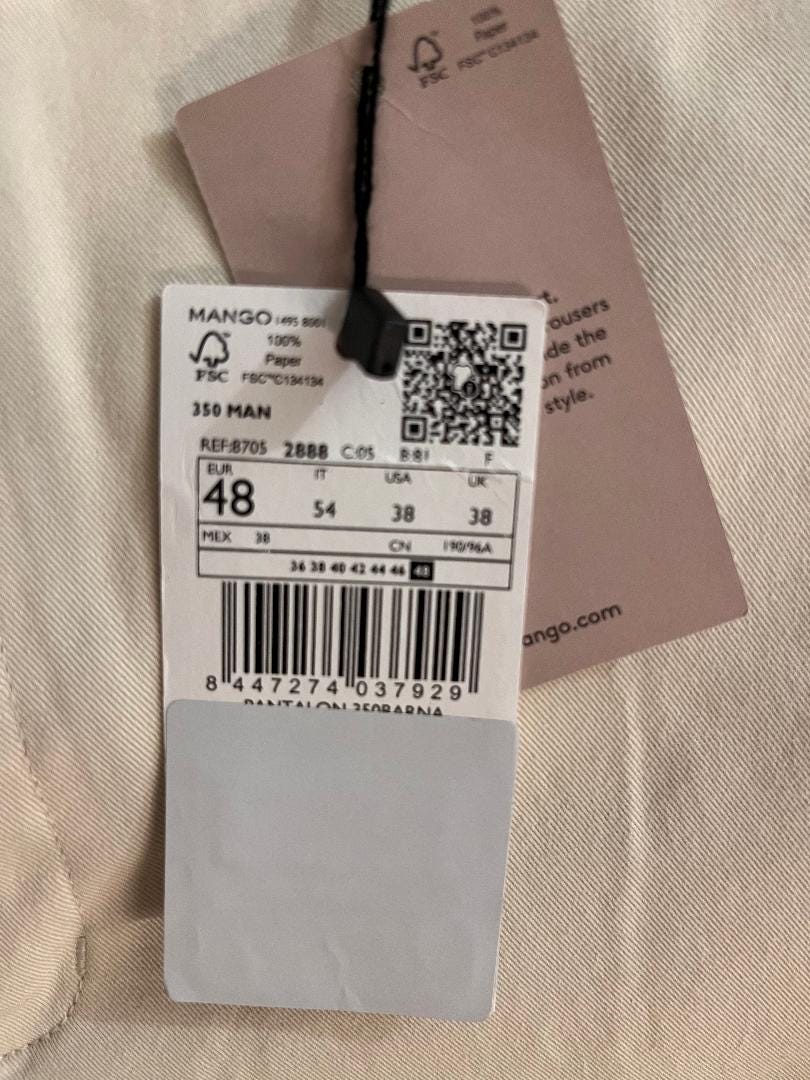 100%
Paper
FSC
FSC™C134134
t.
rousers
de the
on from
style.
ango.com
MANGO
100%
Paper
FSC
FSC™C134134
350 MAN
REF:8705 2888 C:05 B:81 F
EUR IT USA UK
48 54 38 38
MEX 38 CN 190/96A
36 38 40 42 44 46 48
8 447274 037929
PANTALON 350BARNA